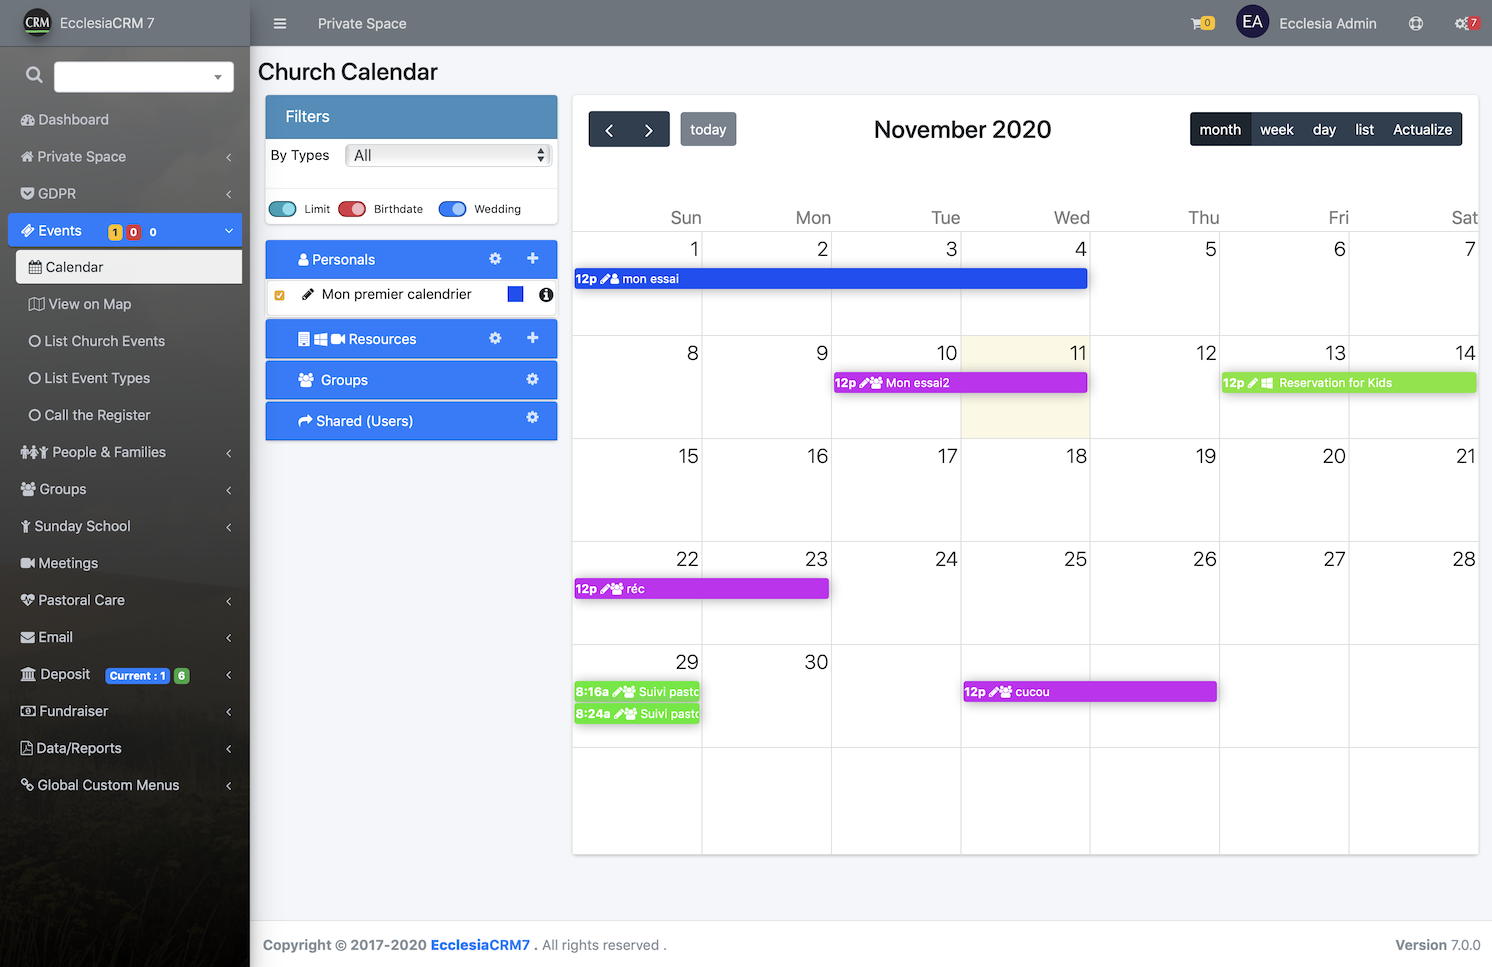 CRM EcclesiaCRM 7
Private Space
0
EA Ecclesia Admin
7
Dashboard
Private Space
GDPR
Events 1 0 0
Calendar
View on Map
List Church Events
List Event Types
Call the Register
People & Families
Groups
Sunday School
Meetings
Pastoral Care
Email
Deposit Current : 1 6
Fundraiser
Data/Reports
Global Custom Menus
Church Calendar
Filters
By Types All
Limit Birthdate Wedding
Personals
Mon premier calendrier
Resources
Groups
Shared (Users)
today
November 2020
month week day list Actualize
Sun Mon Tue Wed Thu Fri Sat
1 2 3 4 5 6 7
12p mon essai
8 9 10 11 12 13 14
12p Mon essai2
12p Reservation for Kids
15 16 17 18 19 20 21
22 23 24 25 26 27 28
12p réc
29 30
8:16a Suivi pasto
12p cucou
8:24a Suivi pasto
Copyright © 2017-2020 EcclesiaCRM7 . All rights reserved .
Version 7.0.0